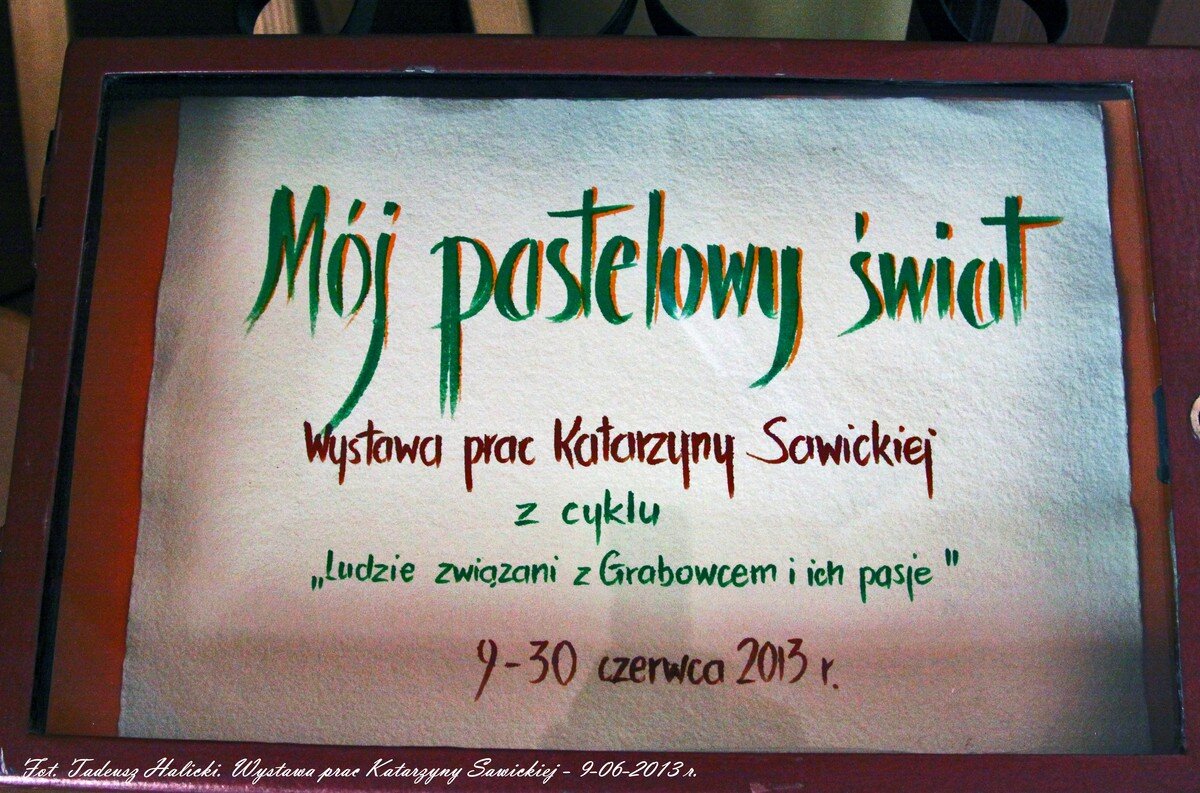 Mój pastelowy świat
Wystawa prac Katarzyny Sawickiej
z cyklu
„Ludzie związani z Grabowcem i ich pasje"
9-30 czerwca 2013 r.
Fot. Tadeusz Halicki. Wystawa prac Katarzyny Sawickiej - 9-06-2013 r.